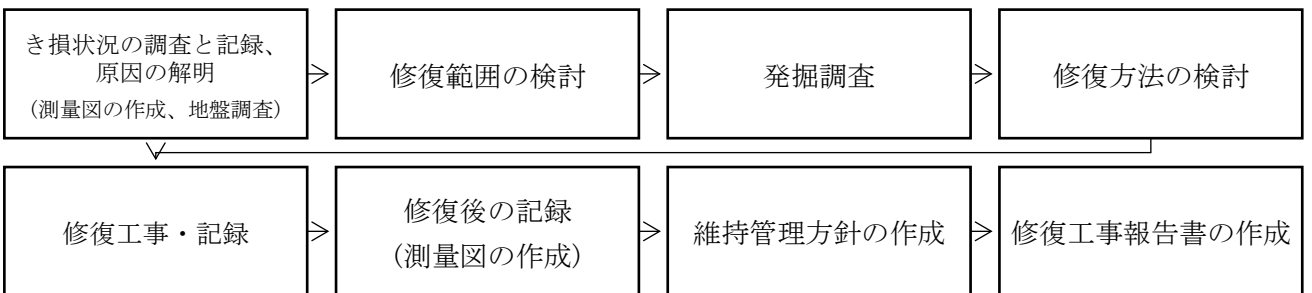 き損状況の調査と記録、
原因の解明
(測量図の作成、地盤調査)
修復範囲の検討
発掘調査
修復方法の検討
修復工事・記録
修復後の記録
(測量図の作成)
維持管理方針の作成
修復工事報告書の作成